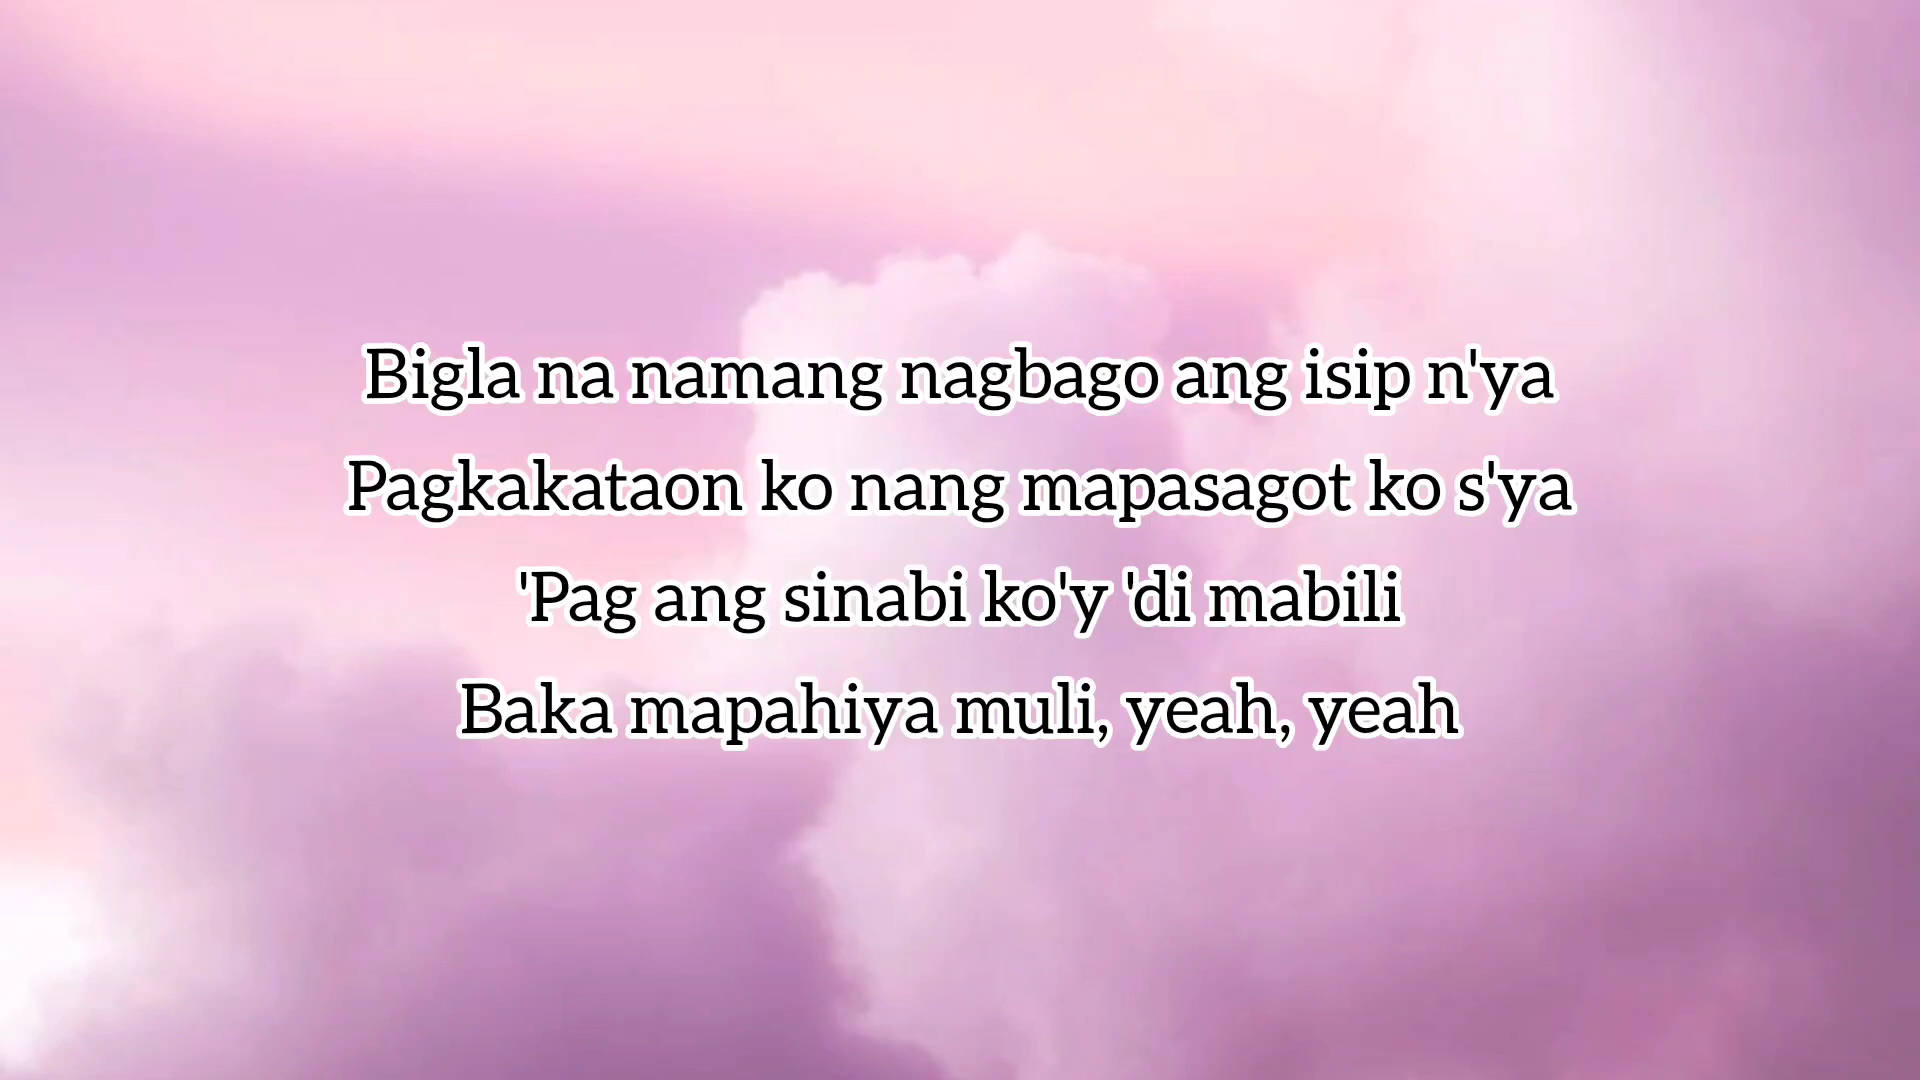 Bigla na namang nagbago ang isip n'ya
Pagkakataon ko nang mapasagot ko s'ya
'Pag ang sinabi ko'y 'di mabili
Baka mapahiya muli, yeah, yeah